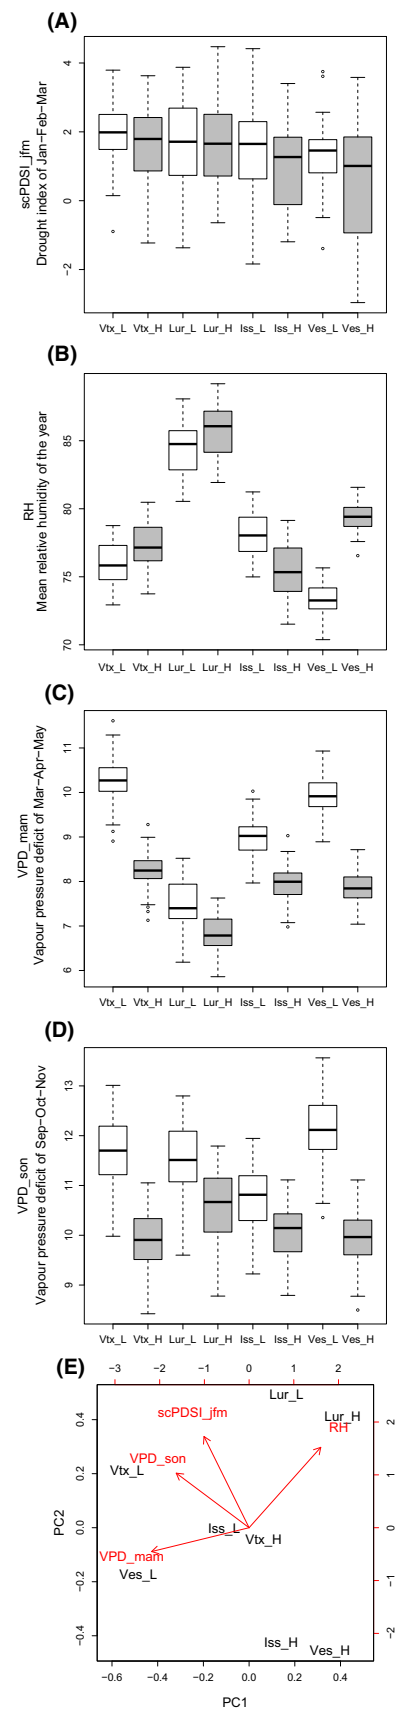 (A)
scPDSI_jfm
Drought index of Jan−Feb−Mar
4
2
0
−2
Vtx_L Vtx_H Lur_L Lur_H Iss_L Iss_H Ves_L Ves_H
(B)
RH
Mean relative humidity of the year
85
80
75
70
Vtx_L Vtx_H Lur_L Lur_H Iss_L Iss_H Ves_L Ves_H
(C)
VPD_mam
Vapour pressure deficit of Mar−Apr−May
11
10
9
8
7
6
Vtx_L Vtx_H Lur_L Lur_H Iss_L Iss_H Ves_L Ves_H
(D)
VPD_son
Vapour pressure deficit of Sep−Oct−Nov
13
12
11
10
9
Vtx_L Vtx_H Lur_L Lur_H Iss_L Iss_H Ves_L Ves_H
(E)
−3 −2 −1 0 1 2
Lur_L
scPDSI_jfm
Lur_H
RH
VPD_son
Vtx_L
Iss_L
Vtx_H
VPD_mam
Ves_L
Iss_H
Ves_H
PC2
0.4
0.2
0.0
−0.2
−0.4
2
1
0
−1
−2
−0.6 −0.4 −0.2 0.0 0.2 0.4
PC1